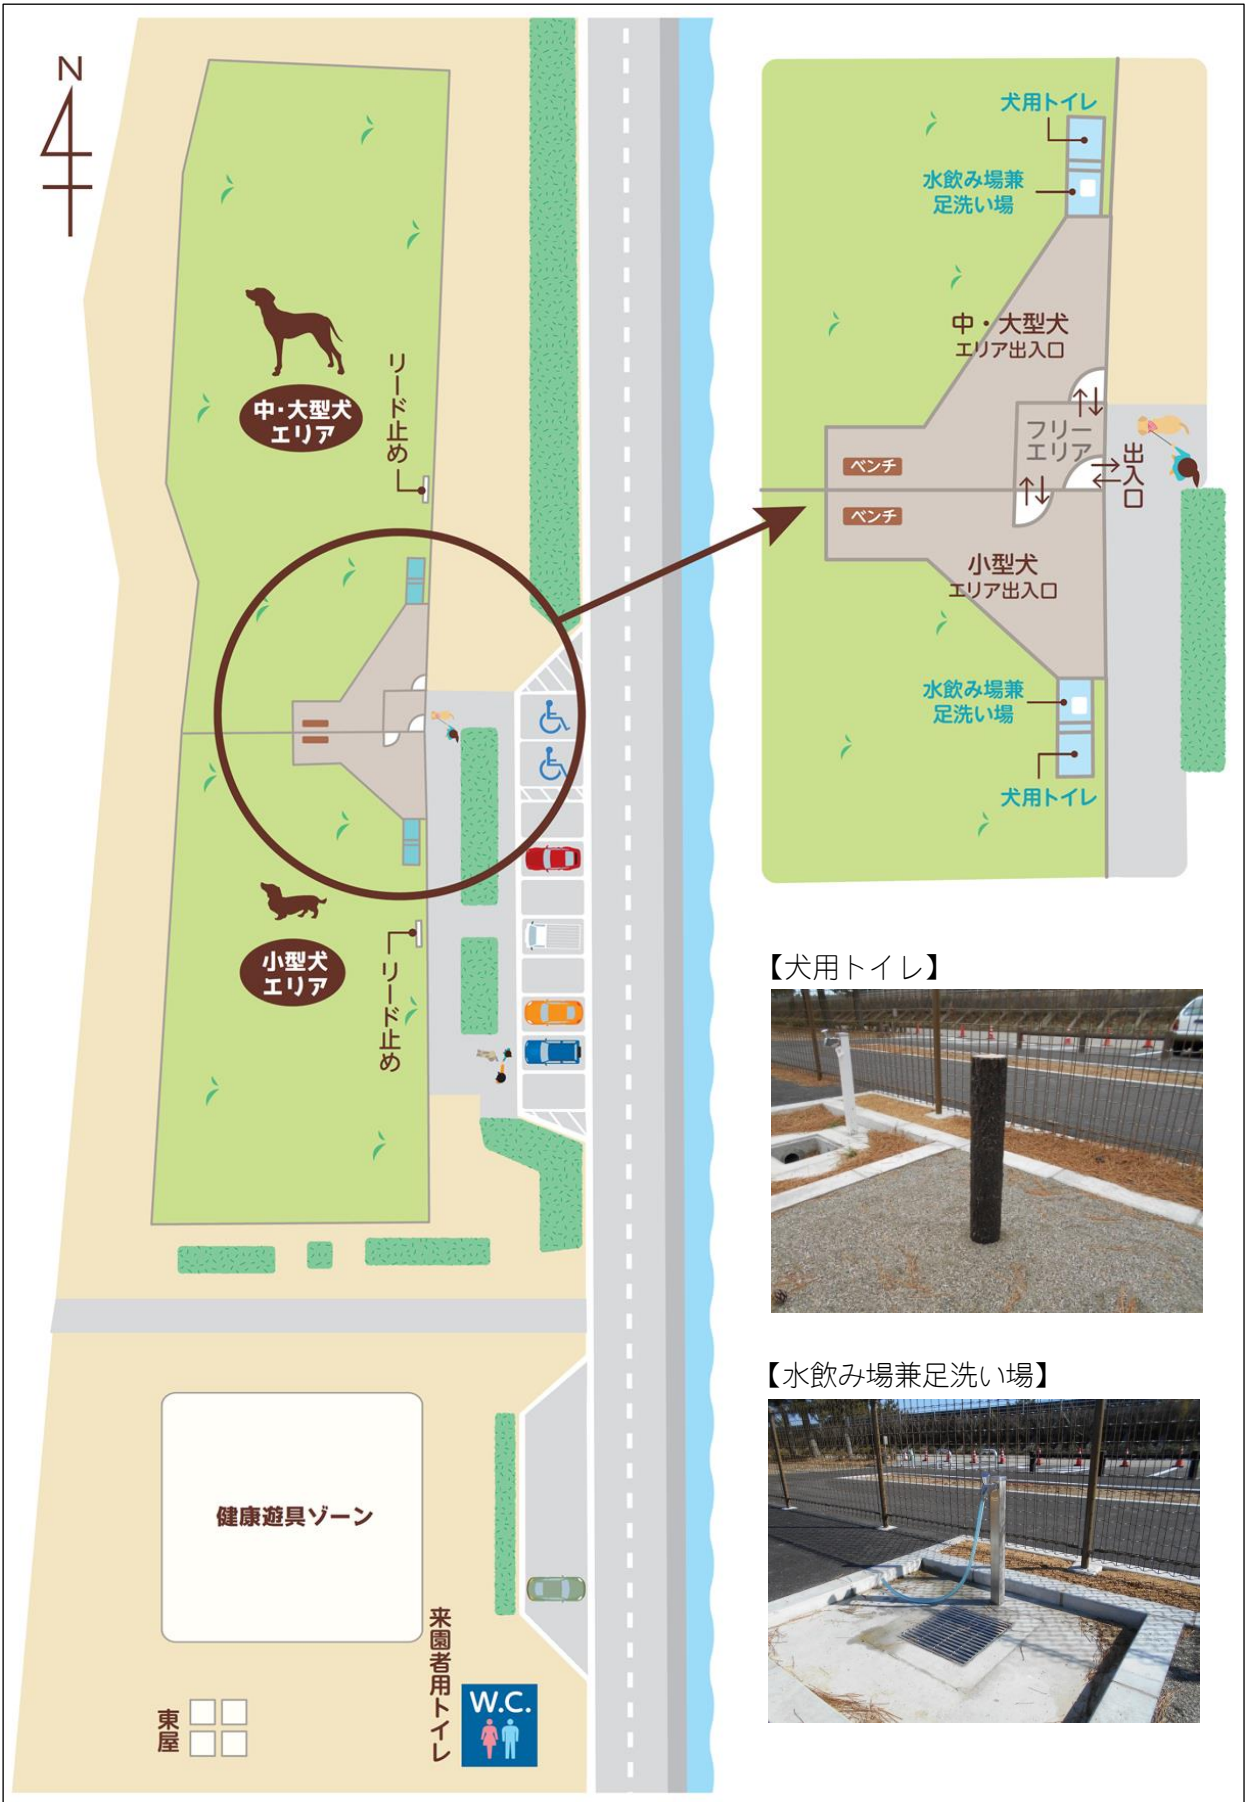 N
中・大型犬
エリア
リード止め
小型犬
エリア
リード止め
健康遊具ゾーン
東屋
来園者用トイレ
W.C.
犬用トイレ
水飲み場兼
足洗い場
中・大型犬
エリア出入口
フリー
エリア
出入口
ベンチ
ベンチ
小型犬
エリア出入口
水飲み場兼
足洗い場
犬用トイレ
【犬用トイレ】
【水飲み場兼足洗い場】